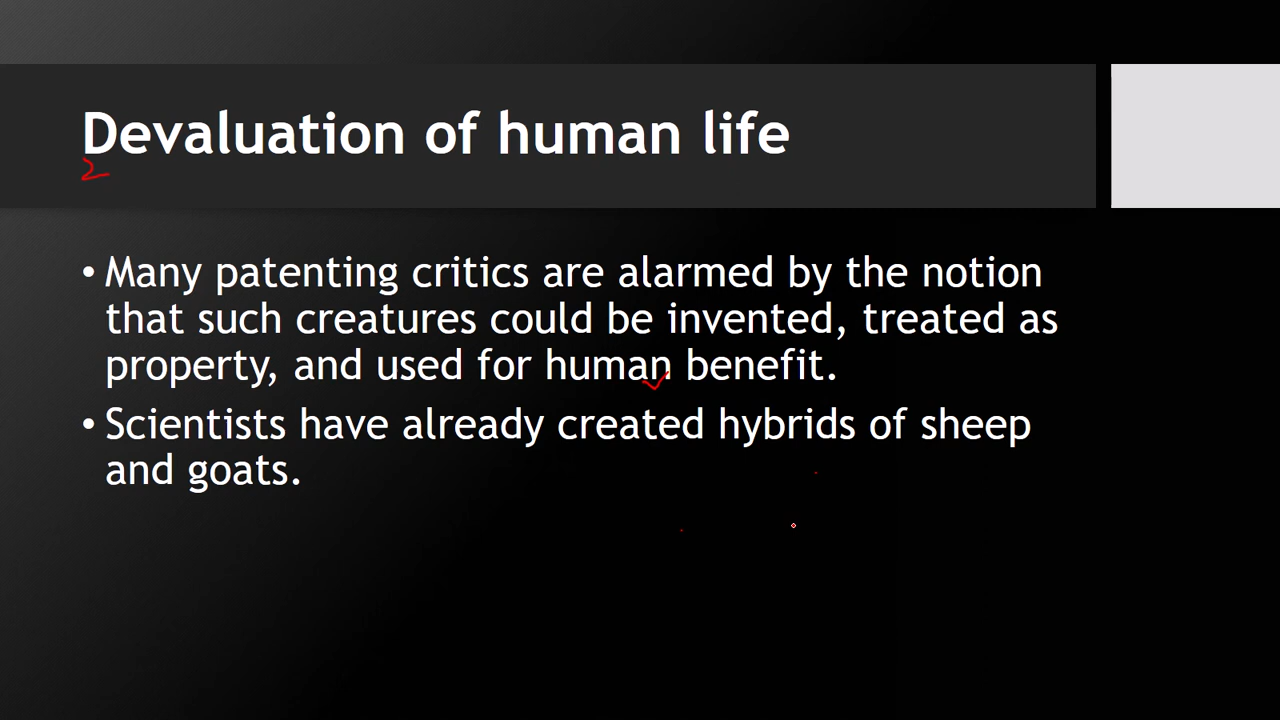 Devaluation of human life
2
• Many patenting critics are alarmed by the notion
that such creatures could be invented, treated as
property, and used for human benefit.
• Scientists have already created hybrids of sheep
and goats.